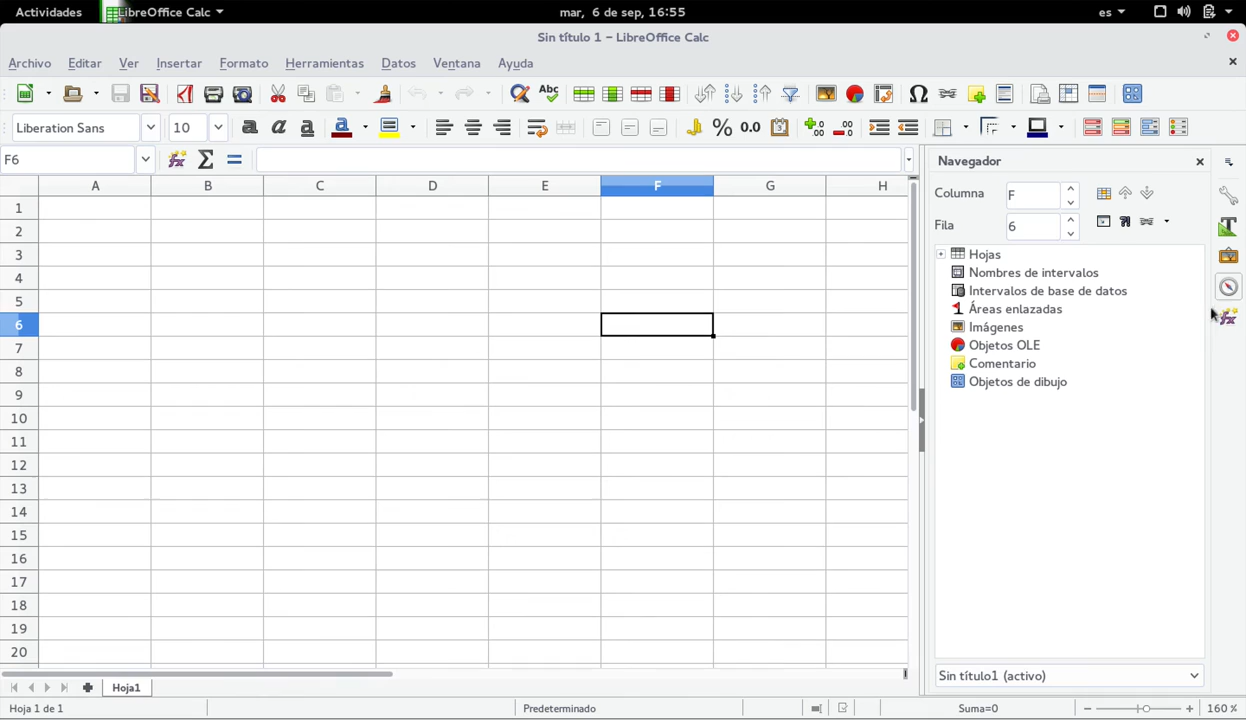 Actividades LibreOffice Calc mar, 6 de sep, 16:55 es
Sin título 1 - LibreOffice Calc
Archivo Editar Ver Insertar Formato Herramientas Datos Ventana Ayuda
Abc
Liberation Sans 10 a a a % 0.0
F6
Navegador
Columna F
Fila 6
A B C D E F G H
1
2
3
4
5
6
7
8
9
10
11
12
13
14
15
16
17
18
19
20
Hojas
Nombres de intervalos
Intervalos de base de datos
Áreas enlazadas
Imágenes
Objetos OLE
Comentario
Objetos de dibujo
Sin título1 (activo)
Hoja1
Hoja 1 de 1 Predeterminado Suma=0 160 %